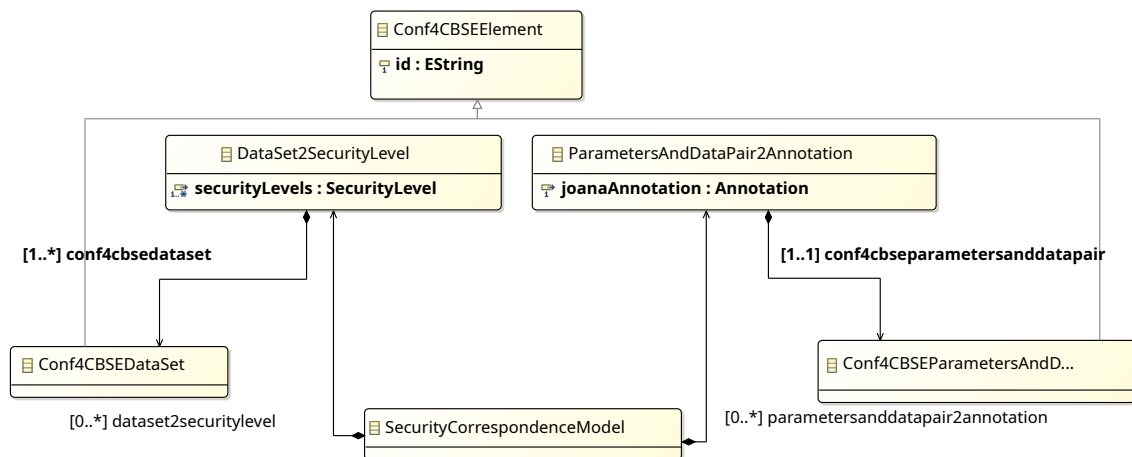 Conf4CBSEElement
id : EString
DataSet2SecurityLevel
securityLevels : SecurityLevel
ParametersAndDataPair2Annotation
joanaAnnotation : Annotation
[1..*] conf4cbsedataset
[1..1] conf4cbseparametersanddatapair
Conf4CBSEDataSet
Conf4CBSEParametersAndD...
[0..*] dataset2securitylevel
SecurityCorrespondenceModel
[0..*] parametersanddatapair2annotation